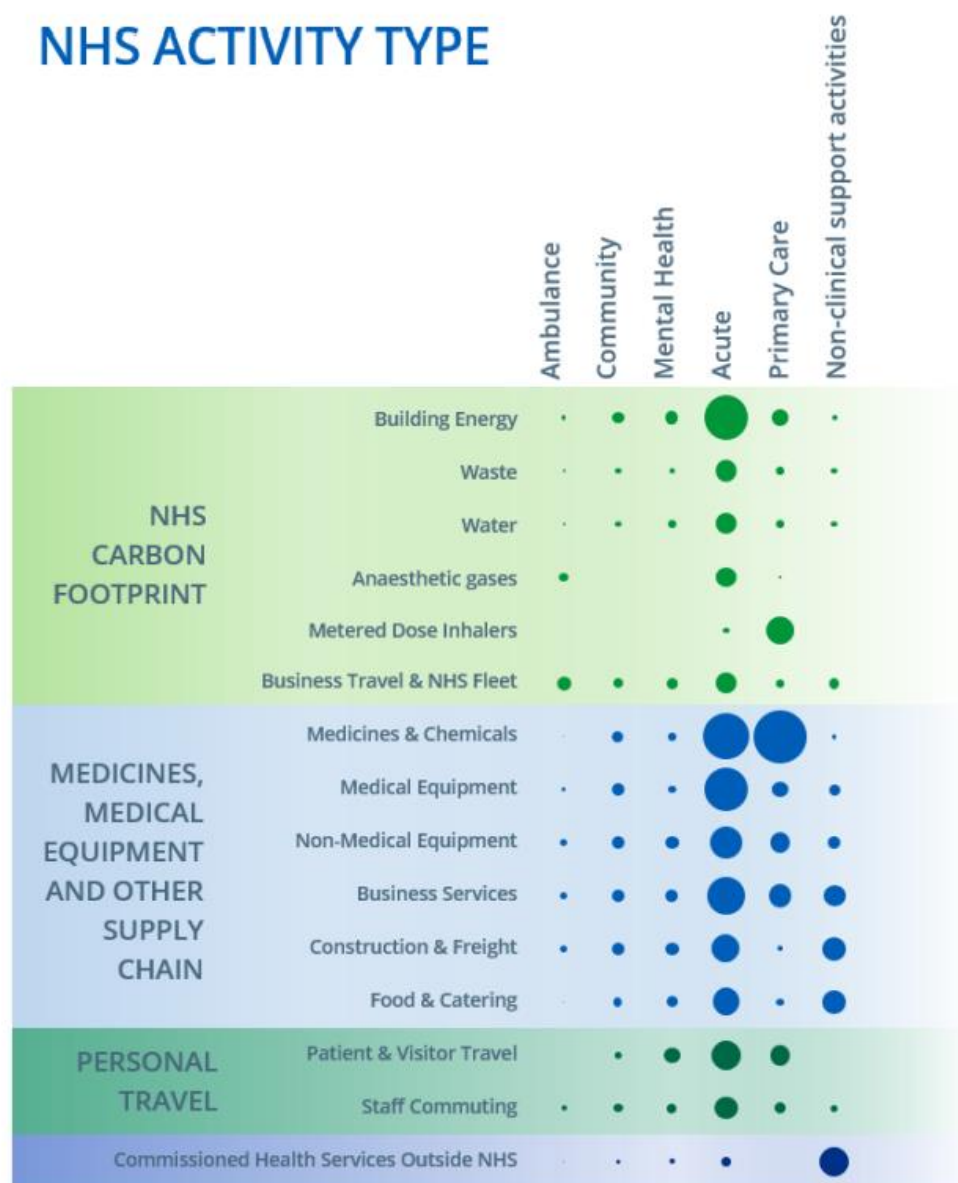 NHS ACTIVITY TYPE
Ambulance
Community
Mental Health
Acute
Primary Care
Non-clinical support activities
NHS
CARBON
FOOTPRINT
Building Energy
Waste
Water
Anaesthetic gases
Metered Dose Inhalers
Business Travel & NHS Fleet
MEDICINES,
MEDICAL
EQUIPMENT
AND OTHER
SUPPLY
CHAIN
Medicines & Chemicals
Medical Equipment
Non-Medical Equipment
Business Services
Construction & Freight
Food & Catering
PERSONAL
TRAVEL
Patient & Visitor Travel
Staff Commuting
Commissioned Health Services Outside NHS